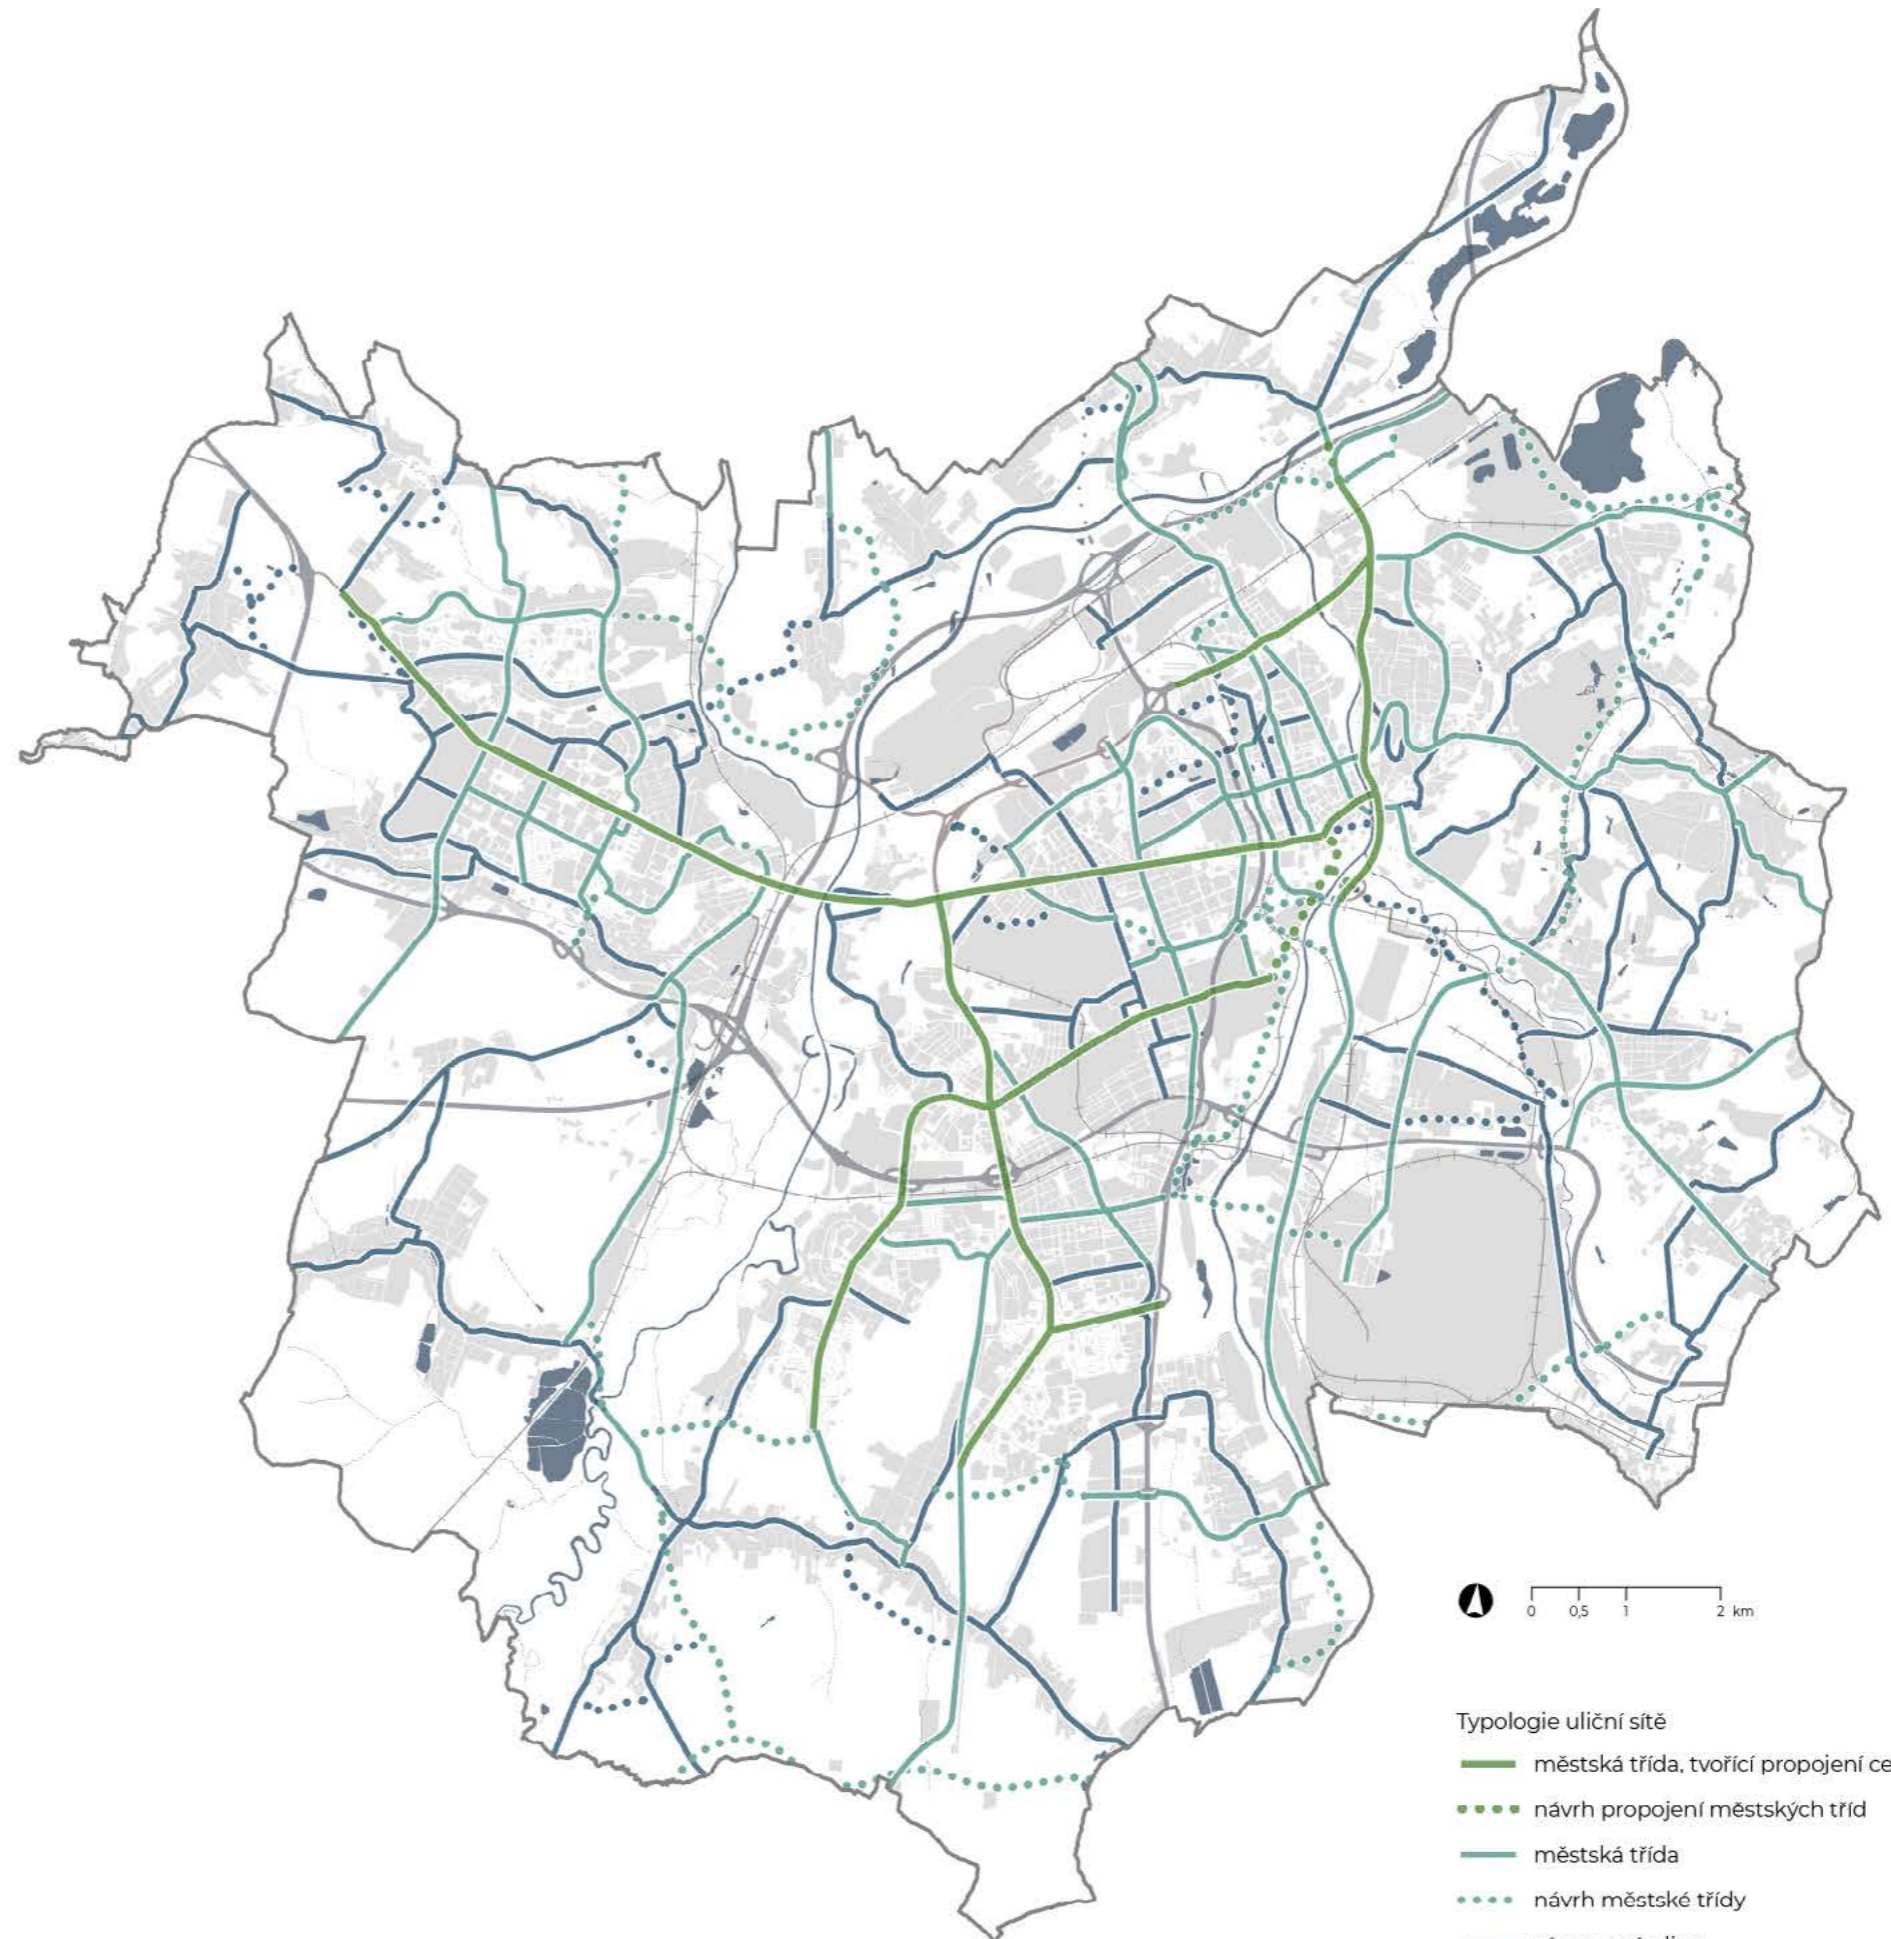 0 0,5 1 2 km
Typologie uliční sítě
městská třída, tvořící propojení ce
návrh propojení městských tříd
městská třída
návrh městské třídy